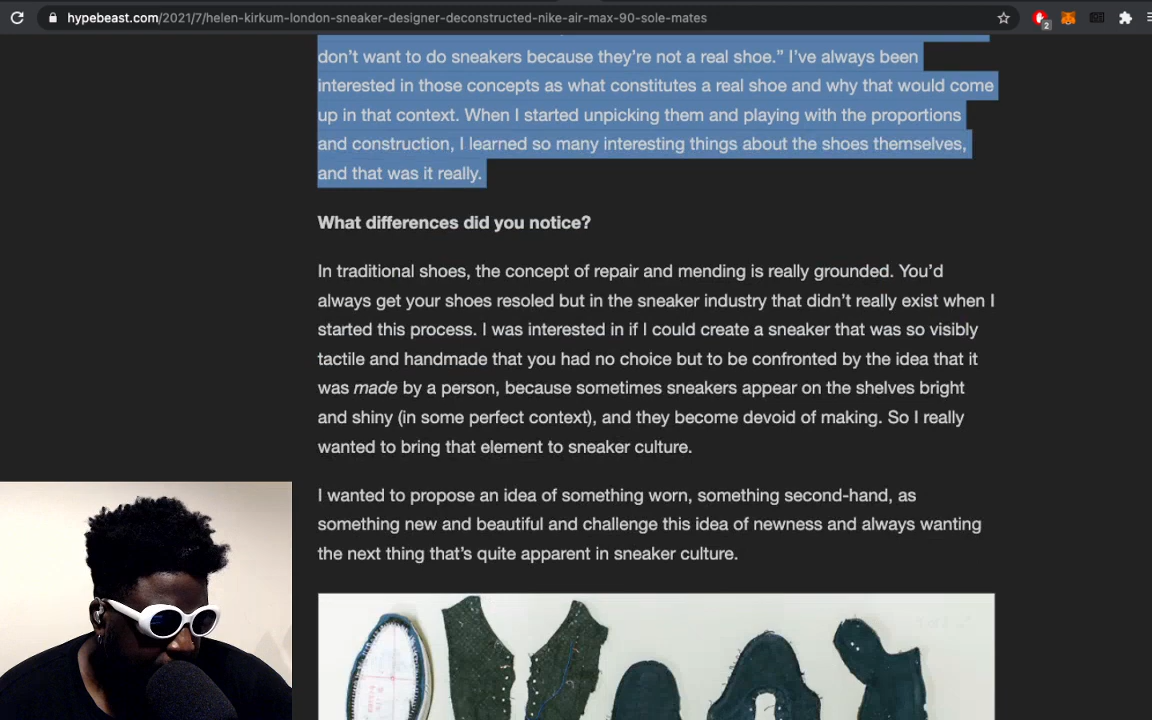 hypebeast.com/2021/7/helen-kirkum-london-sneaker-designer-deconstructed-nike-air-max-90-sole-mates
2
don’t want to do sneakers because they’re not a real shoe.” I’ve always been
interested in those concepts as what constitutes a real shoe and why that would come
up in that context. When I started unpicking them and playing with the proportions
and construction, I learned so many interesting things about the shoes themselves,
and that was it really.
What differences did you notice?
In traditional shoes, the concept of repair and mending is really grounded. You’d
always get your shoes resoled but in the sneaker industry that didn’t really exist when I
started this process. I was interested in if I could create a sneaker that was so visibly
tactile and handmade that you had no choice but to be confronted by the idea that it
was made by a person, because sometimes sneakers appear on the shelves bright
and shiny (in some perfect context), and they become devoid of making. So I really
wanted to bring that element to sneaker culture.
I wanted to propose an idea of something worn, something second-hand, as
something new and beautiful and challenge this idea of newness and always wanting
the next thing that’s quite apparent in sneaker culture.